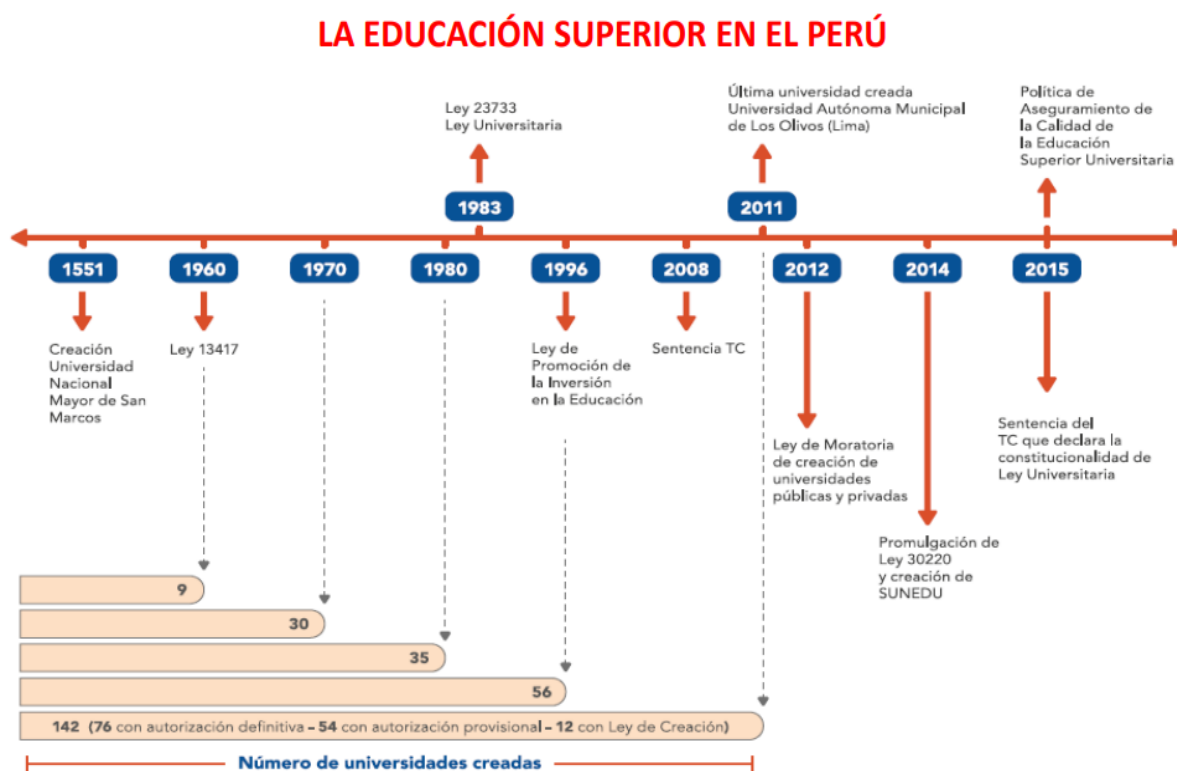 LA EDUCACIÓN SUPERIOR EN EL PERÚ
Ley 23733
Ley Universitaria
Última universidad creada
Universidad Autónoma Municipal
de Los Olivos (Lima)
Política de
Aseguramiento de
la Calidad de
la Educación
Superior Universitaria
1983
2011
1551
1960
1970
1980
1996
2008
2012
2014
2015
Creación
Universidad
Nacional
Mayor de San
Marcos
Ley 13417
Ley de
Promoción de
la Inversión
en la Educación
Sentencia TC
Ley de Moratoria
de creación de
universidades
públicas y privadas
Promulgación de
Ley 30220
y creación de
SUNEDU
Sentencia del
TC que declara la
constitucionalidad de
Ley Universitaria
9
30
35
56
142 (76 con autorización definitiva – 54 con autorización provisional – 12 con Ley de Creación)
Número de universidades creadas